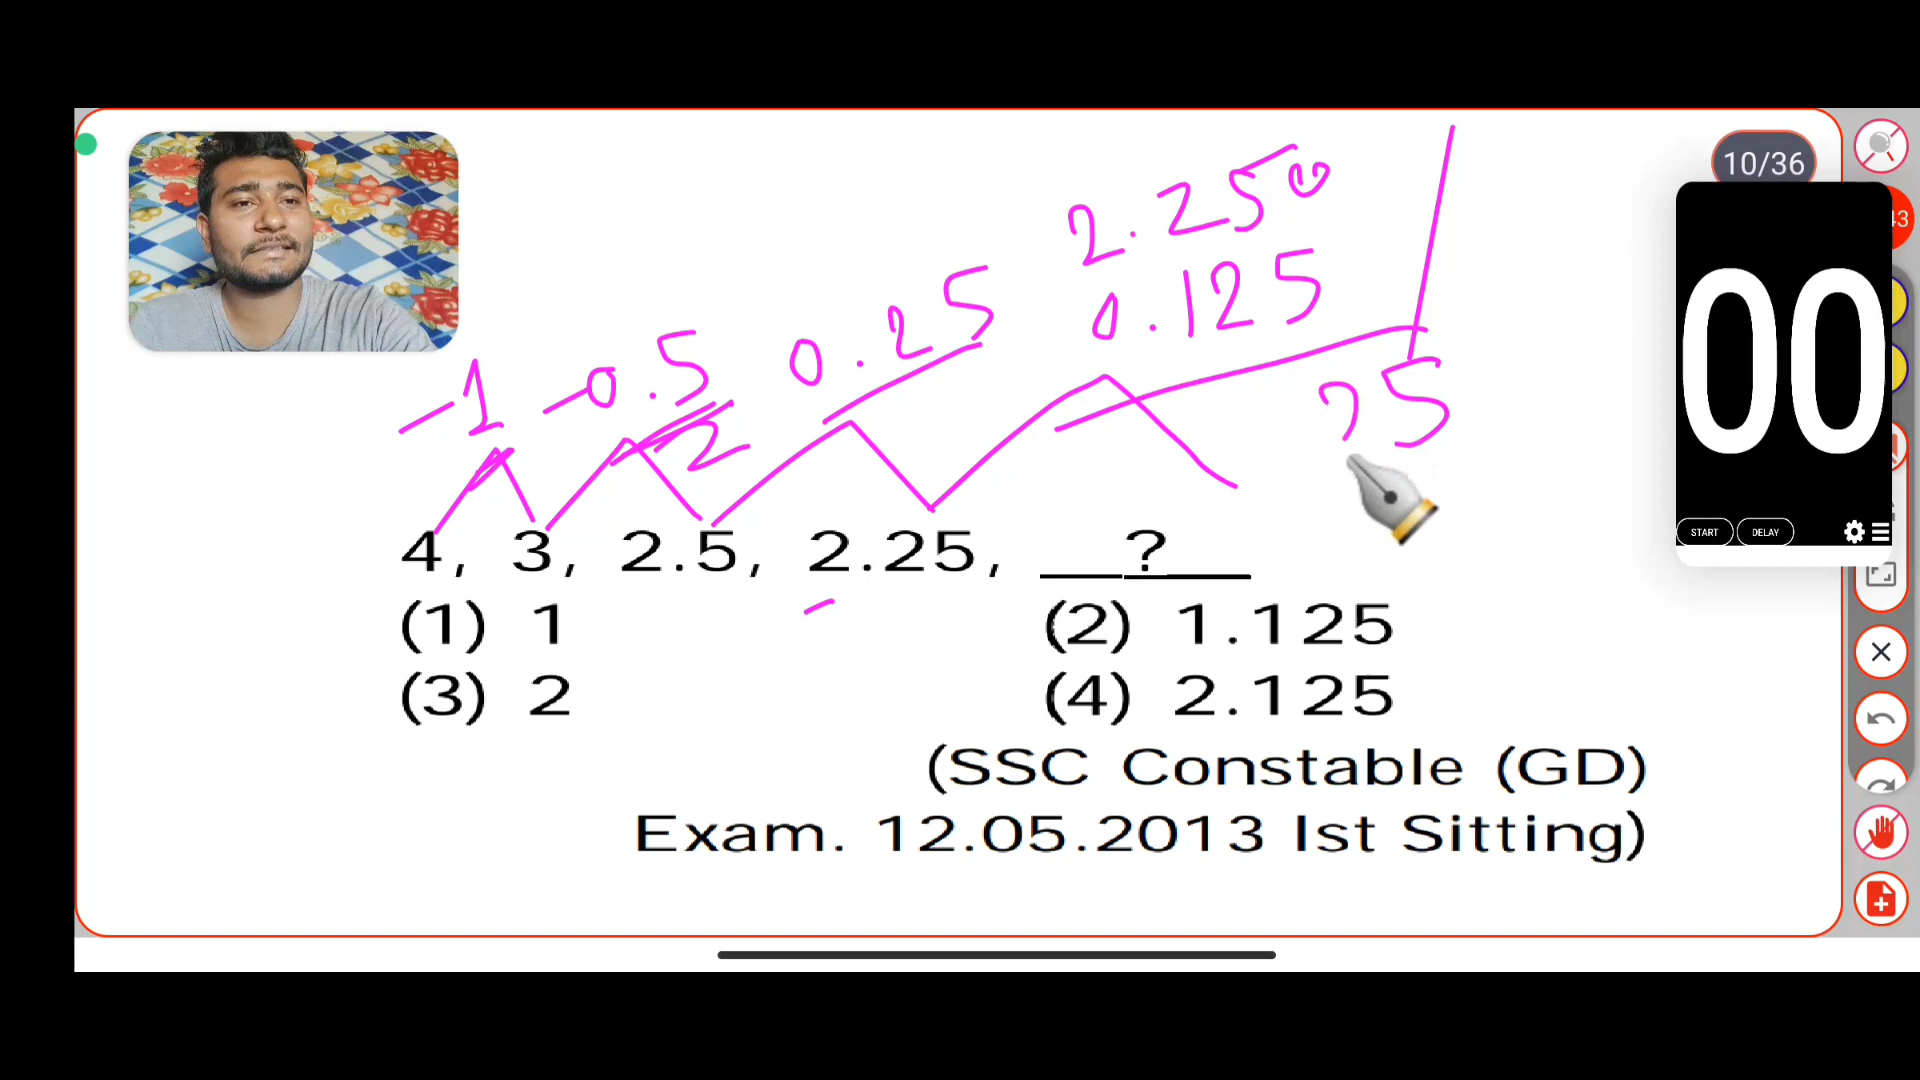 10/36
2.250
0.125
-1 -0.5 0.25
2
75
4, 3, 2.5, 2.25, ?
(1) 1 (2) 1.125
(3) 2 (4) 2.125
(SSC Constable (GD)
Exam. 12.05.2013 Ist Sitting)
00
START DELAY